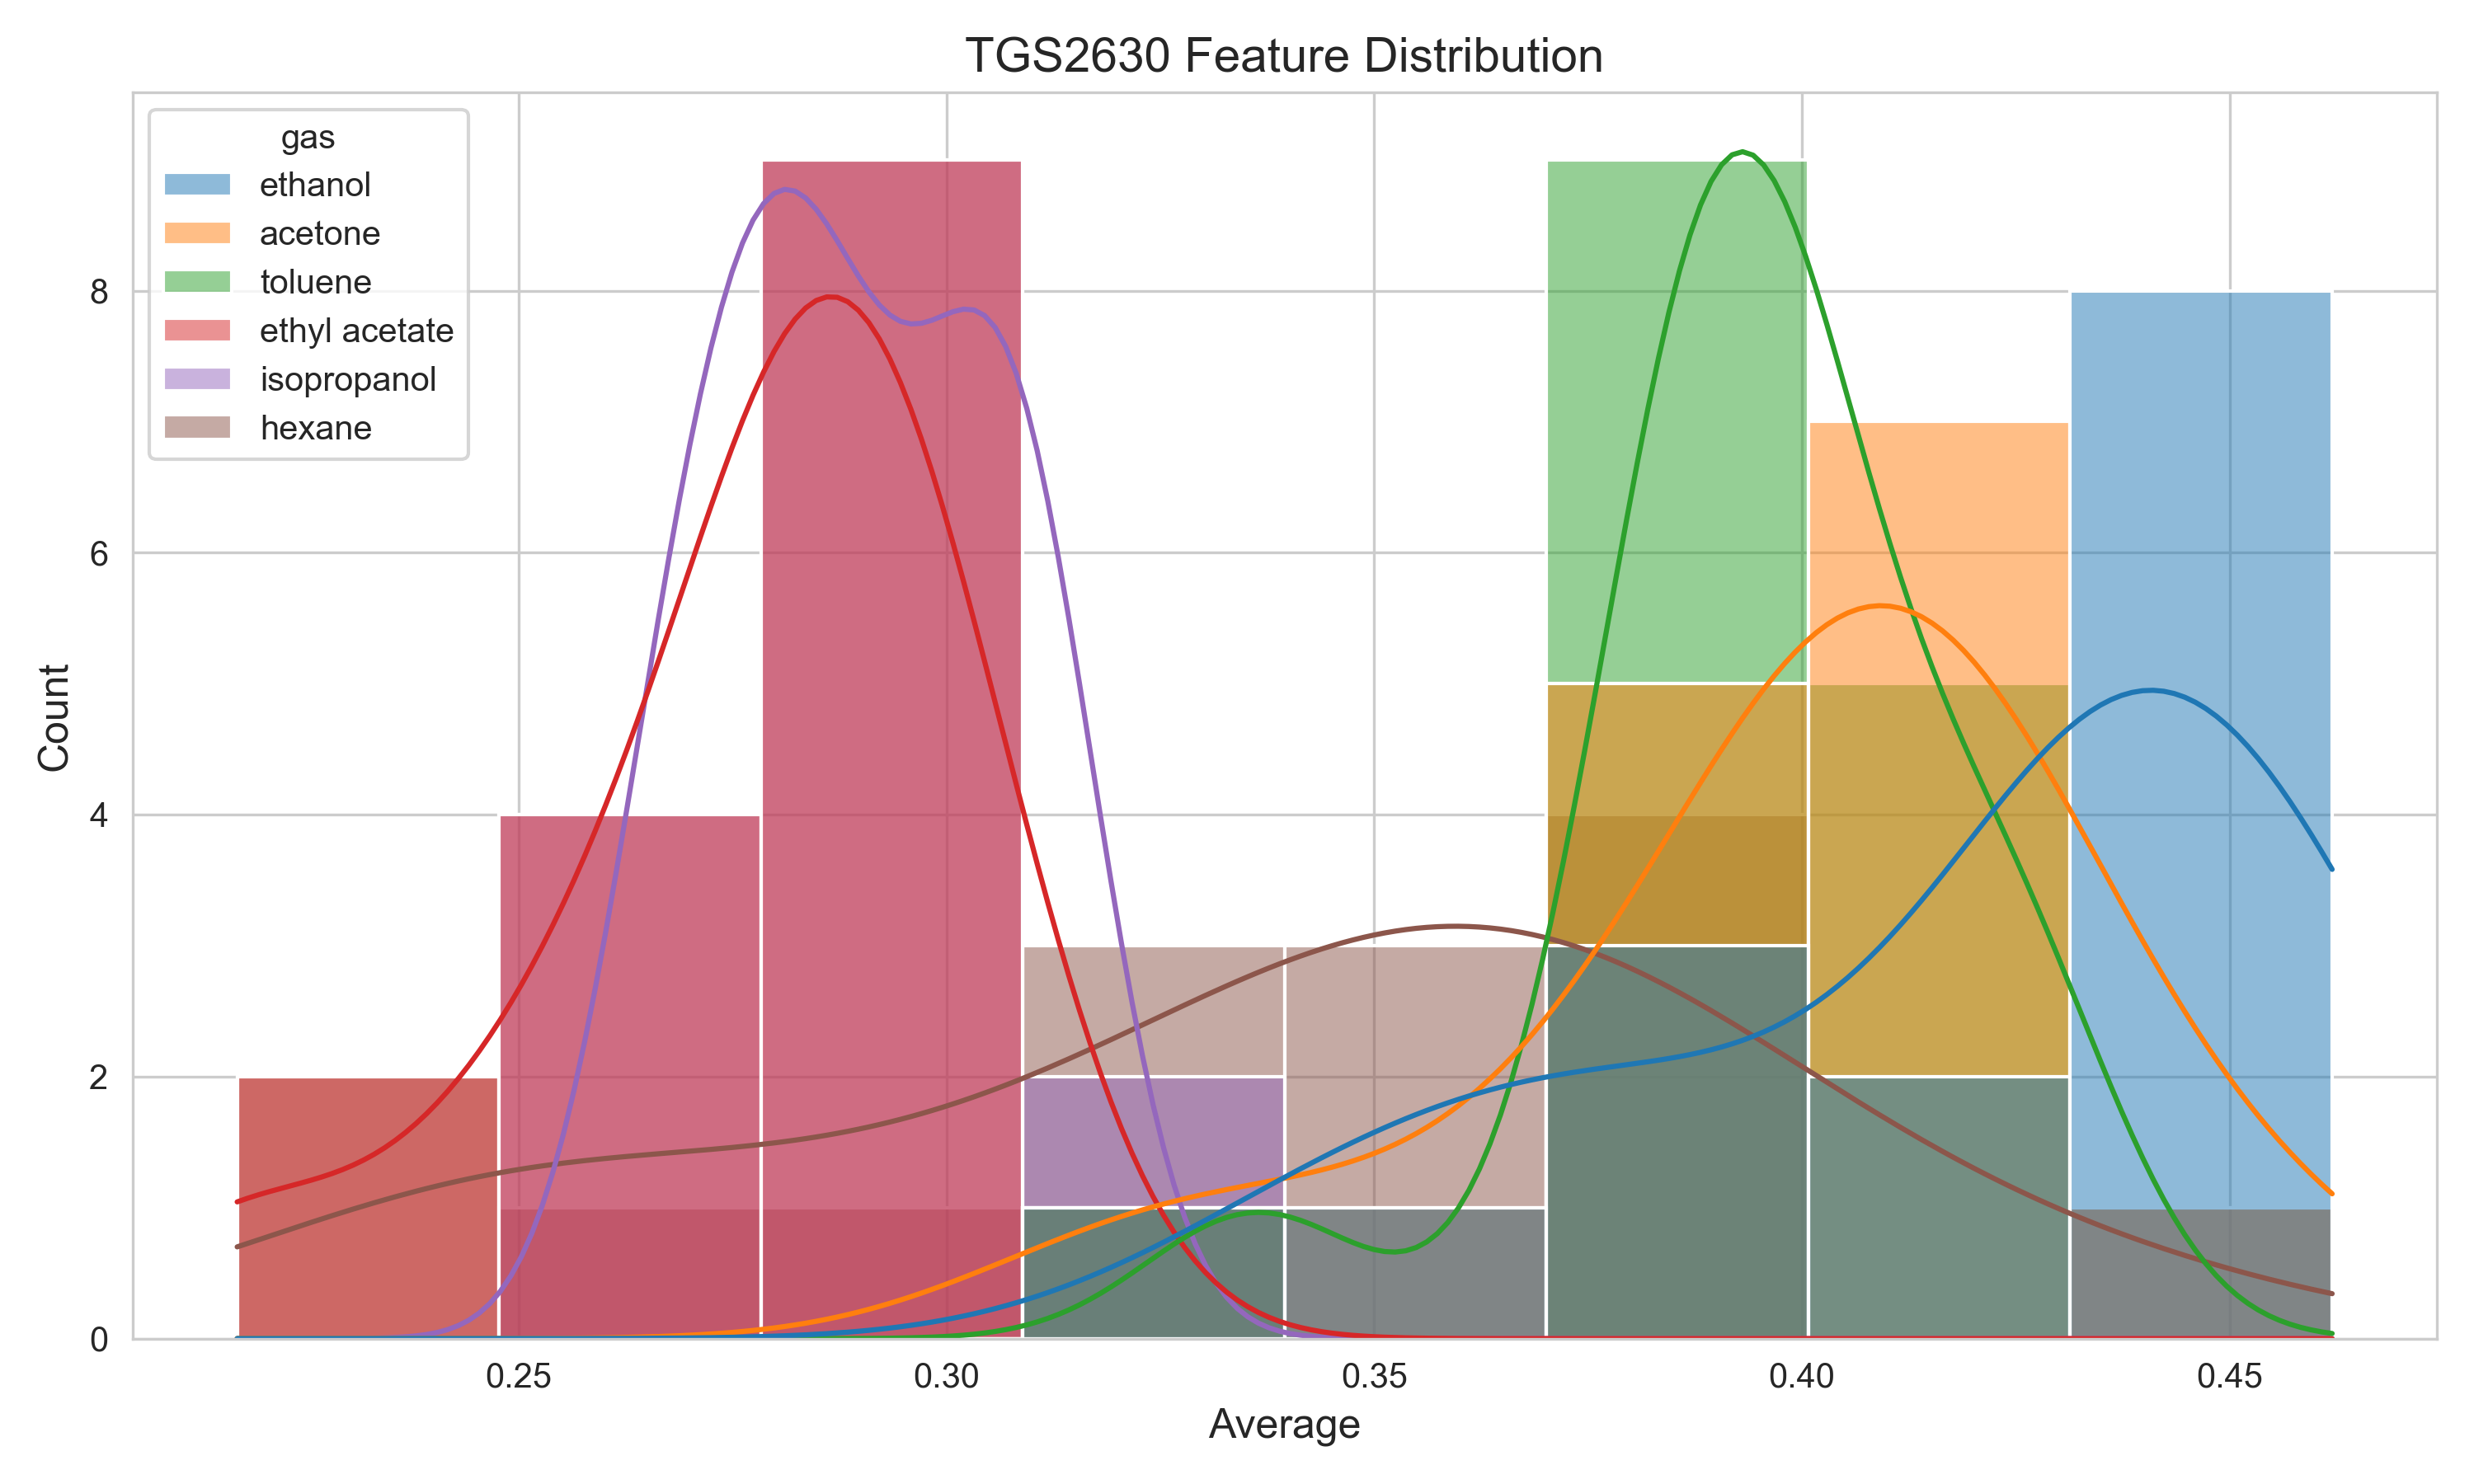 TGS2630 Feature Distribution
gas
ethanol
acetone
toluene
ethyl acetate
isopropanol
hexane
Count
8
6
4
2
0
0.25 0.30 0.35 0.40 0.45
Average